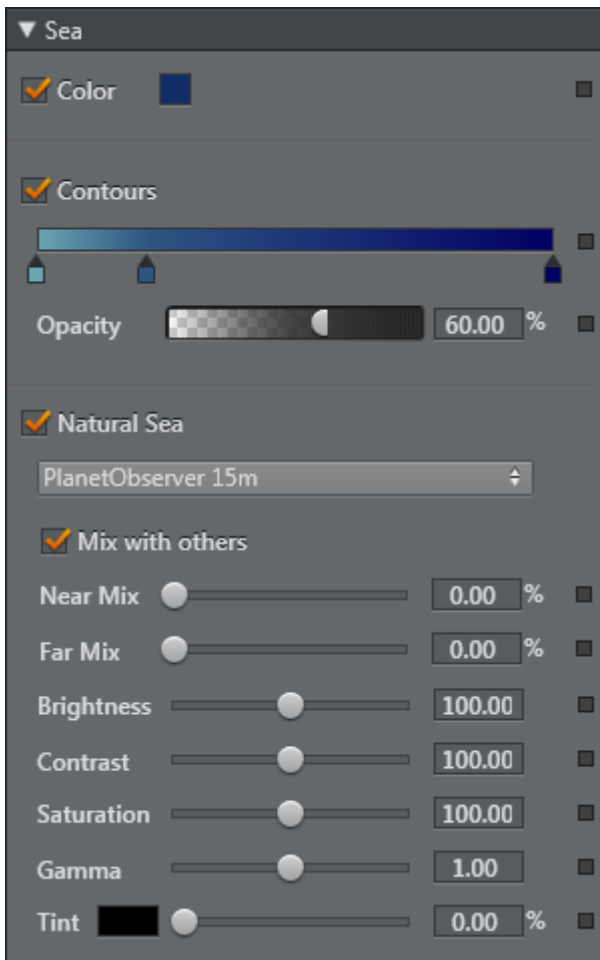 Sea
Color
Contours
Opacity 60.00 %
Natural Sea
PlanetObserver 15m
Mix with others
Near Mix 0.00 %
Far Mix 0.00 %
Brightness 100.00
Contrast 100.00
Saturation 100.00
Gamma 1.00
Tint 0.00 %